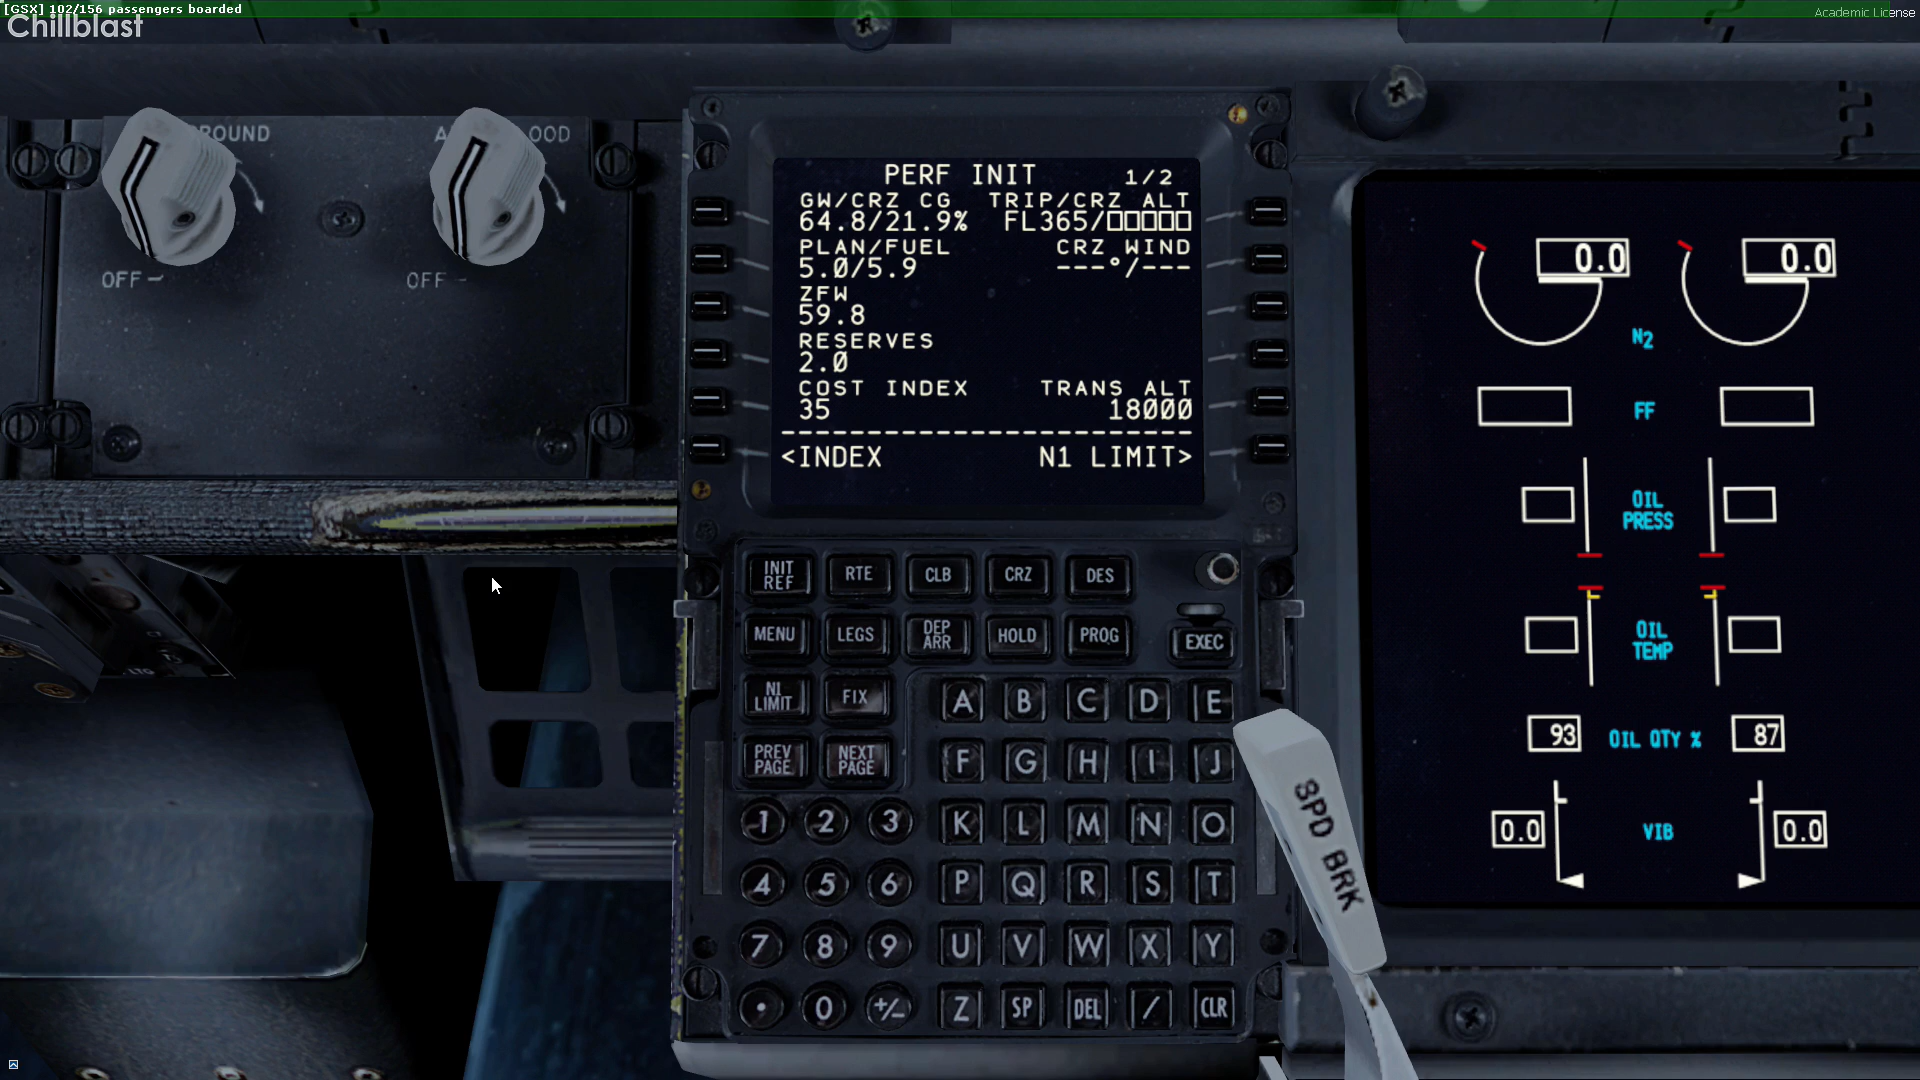 [GSX] 102/156 passengers boarded
Academic License
Chillblast
OFF
OFF
PERF INIT 1/2
GW/CRZ CG TRIP/CRZ ALT
64.8/21.9% FL365/□□□□□
PLAN/FUEL CRZ WIND
5.0/5.9 ---°/---
ZFW
59.8
RESERVES
2.0
COST INDEX TRANS ALT
35 18000
------------------------
<INDEX N1 LIMIT>
INIT REF RTE CLB CRZ DES
MENU LEGS DEP ARR HOLD PROG EXEC
N1 LIMIT FIX A B C D E
PREV PAGE NEXT PAGE F G H I J
1 2 3 K L M N O
4 5 6 P Q R S T
7 8 9 U V W X Y
. 0 +/- Z SP DEL / CLR
SPD BRK
0.0 0.0
N2
FF
OIL PRESS
OIL TEMP
93 OIL QTY % 87
0.0 VIB 0.0